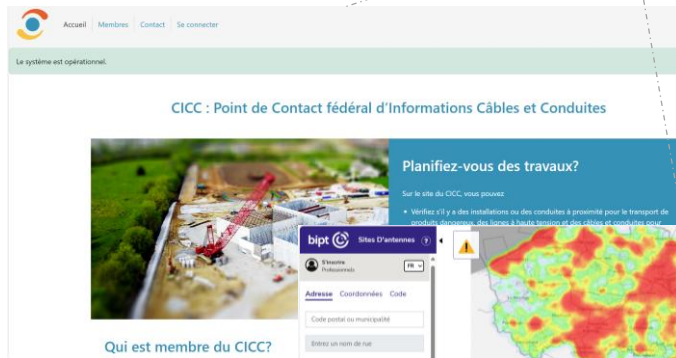 Accueil Membres Contact Se connecter
Le système est opérationnel.
CICC : Point de Contact fédéral d'Informations Câbles et Conduites
Planifiez-vous des travaux?
Sur le site du CICC, vous pouvez
• Vérifiez s'il y a des installations ou des conduites à proximité pour le transport de
produits dangereux, des lignes à haute tension et des câbles et conduites pour
bipt Sites D'antennes ?
S'inscrire
Professionnels
FR
Adresse Coordonnées Code
Code postal ou municipalité
Entrez un nom de rue
Qui est membre du CICC?